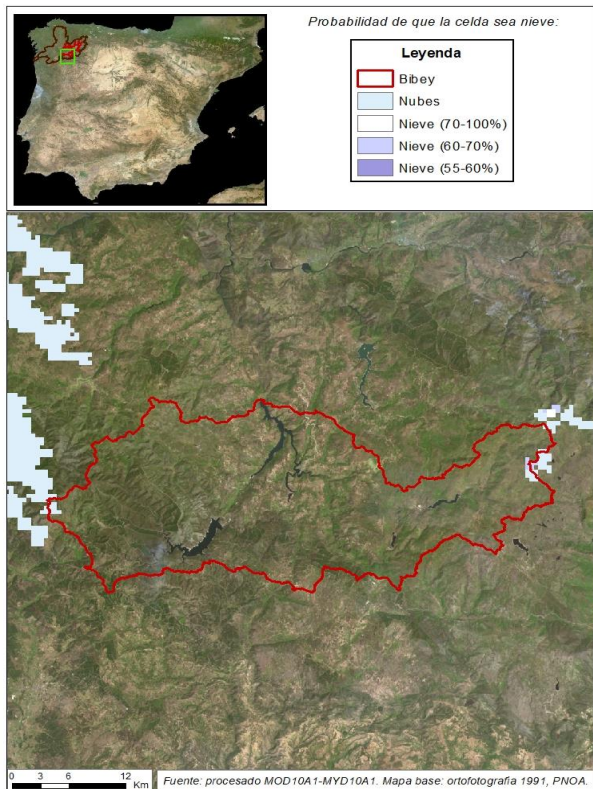 Probabilidad de que la celda sea nieve:
Leyenda
Bibey
Nubes
Nieve (70-100%)
Nieve (60-70%)
Nieve (55-60%)
0 3 6 12
Km
Fuente: procesado MOD10A1-MYD10A1. Mapa base: ortofotografia 1991, PNOA.